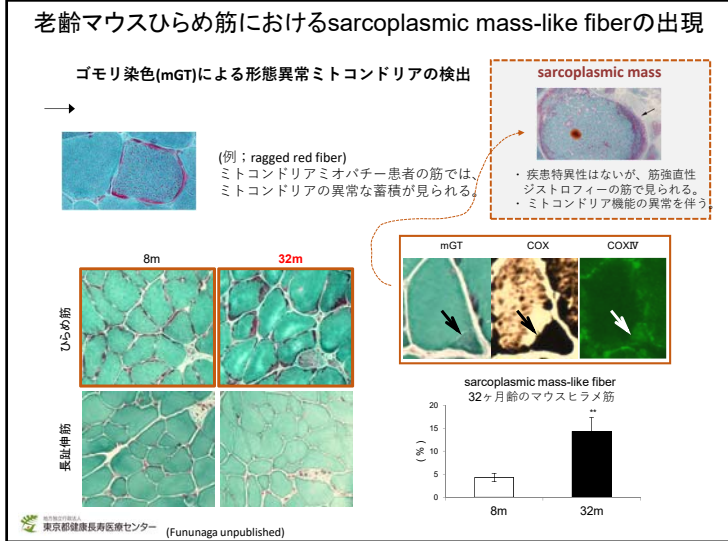 老齢マウスひらめ筋におけるsarcoplasmic mass-like fiberの出現
ゴモリ染色(mGT)による形態異常ミトコンドリアの検出
(例；ragged red fiber)
ミトコンドリアミオパチー患者の筋では、
ミトコンドリアの異常な蓄積が見られる。
sarcoplasmic mass
・ 疾患特異性はないが、筋強直性
ジストロフィーの筋で見られる。
・ ミトコンドリア機能の異常を伴う。
8m
32m
ひらめ筋
長趾伸筋
mGT
COX
COXⅣ
sarcoplasmic mass-like fiber
32ヶ月齢のマウスヒラメ筋
(%)
20
15
10
5
0
**
8m
32m
地方独立行政法人
東京都健康長寿医療センター
(Fununaga unpublished)